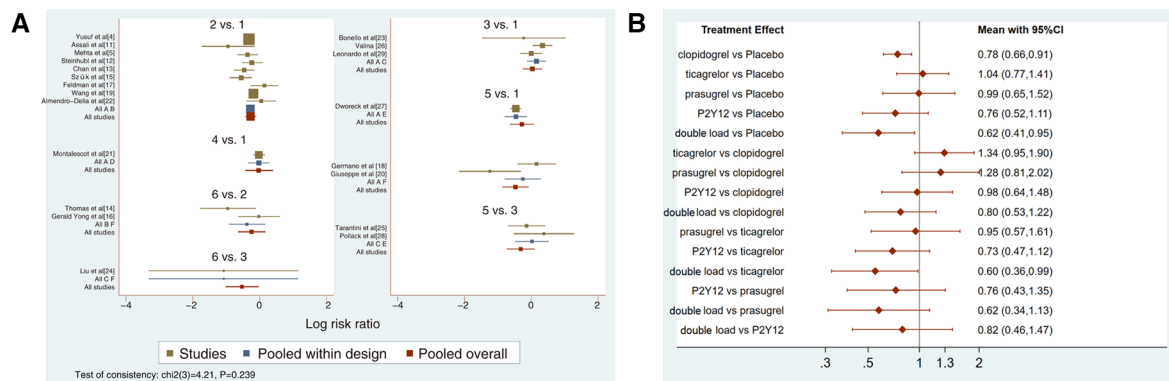 A
2 vs. 1
Yusuf et al[4]
Assali et al[11]
Mehta et al[5]
Steinhubl et al[12]
Chan et al[13]
Szük et al[15]
Feldman et al[17]
Wang et al[19]
Almendro-Delia et al[22]
All A B
All studies
4 vs. 1
Montalescot et al[21]
All A D
All studies
6 vs. 2
Thomas et al[14]
Gerald Yong et al[16]
All B F
All studies
6 vs. 3
Liu et al[24]
All C F
All studies
-4 -2 0 2
3 vs. 1
Bonello et al[23]
Valina [26]
Leonardo et al[29]
All A C
All studies
5 vs. 1
Dworeck et al[27]
All A E
All studies
Germano et al [18]
Giuseppe et al [20]
All A F
All studies
5 vs. 3
Tarantini et al[25]
Pollack et al[28]
All C E
All studies
-4 -2 0 2
Log risk ratio
Studies Pooled within design Pooled overall
Test of consistency: chi2(3)=4.21, P=0.239
B
Treatment Effect Mean with 95%CI
clopidogrel vs Placebo 0.78 (0.66,0.91)
ticagrelor vs Placebo 1.04 (0.77,1.41)
prasugrel vs Placebo 0.99 (0.65,1.52)
P2Y12 vs Placebo 0.76 (0.52,1.11)
double load vs Placebo 0.62 (0.41,0.95)
ticagrelor vs clopidogrel 1.34 (0.95,1.90)
prasugrel vs clopidogrel 1.28 (0.81,2.02)
P2Y12 vs clopidogrel 0.98 (0.64,1.48)
double load vs clopidogrel 0.80 (0.53,1.22)
prasugrel vs ticagrelor 0.95 (0.57,1.61)
P2Y12 vs ticagrelor 0.73 (0.47,1.12)
double load vs ticagrelor 0.60 (0.36,0.99)
P2Y12 vs prasugrel 0.76 (0.43,1.35)
double load vs prasugrel 0.62 (0.34,1.13)
double load vs P2Y12 0.82 (0.46,1.47)
.3 .5 1 1.3 2